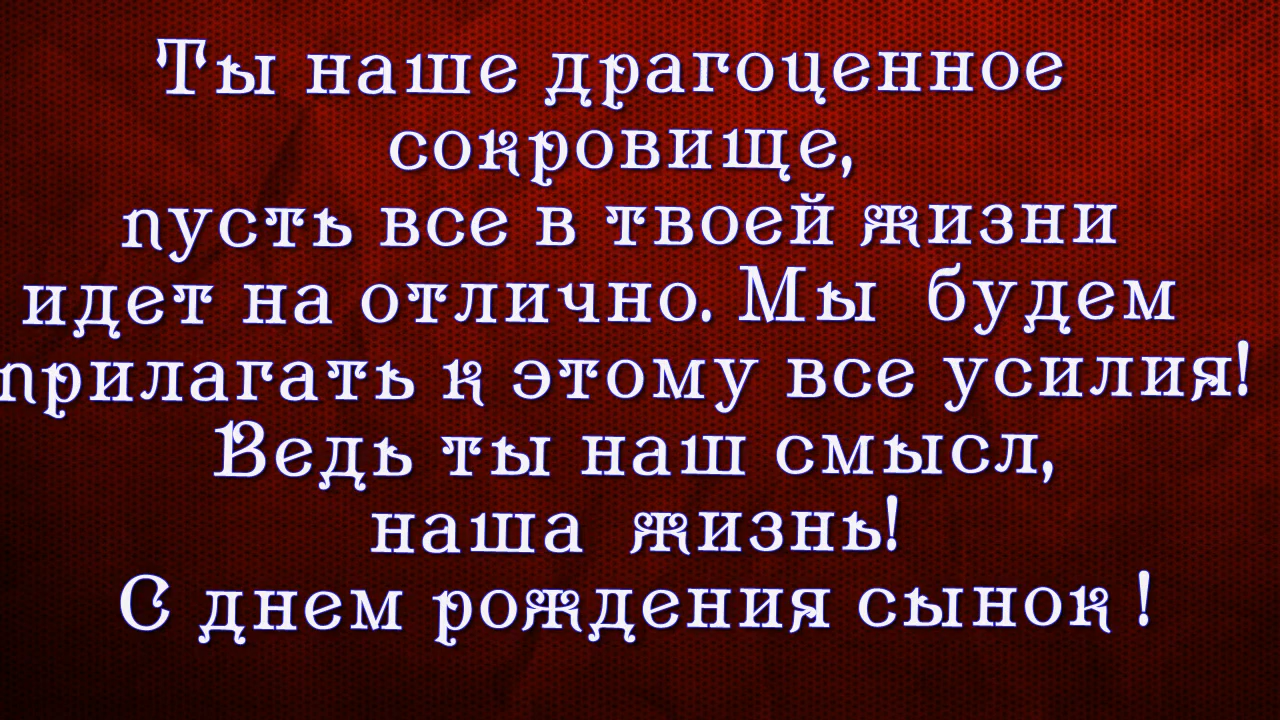 Ты наше драгоценное
сокровище,
пусть все в твоей жизни
идет на отлично. Мы будем
прилагать к этому все усилия!
Ведь ты наш смысл,
наша жизнь!
С днем рождения сынок !